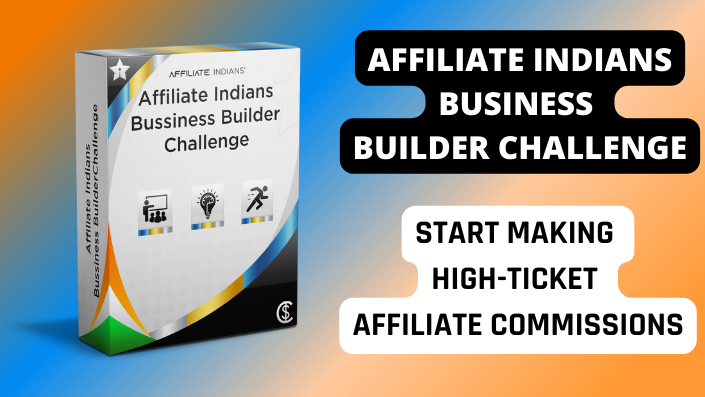 AFFILIATE INDIANS®
Affiliate Indians
Bussiness Builder
Challenge
Affiliate Indians
Bussiness BuilderChallenge
AFFILIATE INDIANS
BUSINESS
BUILDER CHALLENGE
START MAKING
HIGH-TICKET
AFFILIATE COMMISSIONS